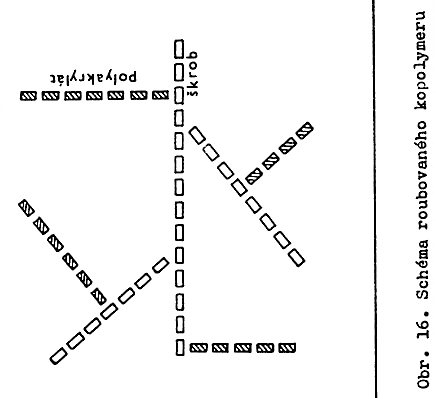 polyakrylát
škrob
Obr. 16. Schéma roubovaného kopolymeru